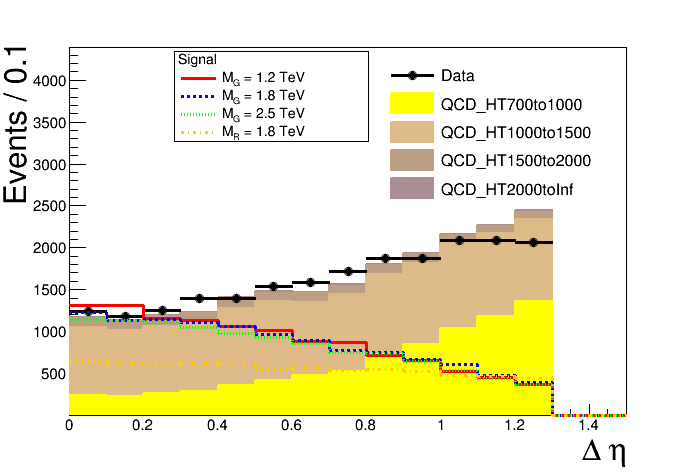 Events / 0.1
4000
3500
3000
2500
2000
1500
1000
500
Signal
M_G = 1.2 TeV
M_G = 1.8 TeV
M_G = 2.5 TeV
M_R = 1.8 TeV
Data
QCD_HT700to1000
QCD_HT1000to1500
QCD_HT1500to2000
QCD_HT2000toInf
0 0.2 0.4 0.6 0.8 1 1.2 1.4
Δ η